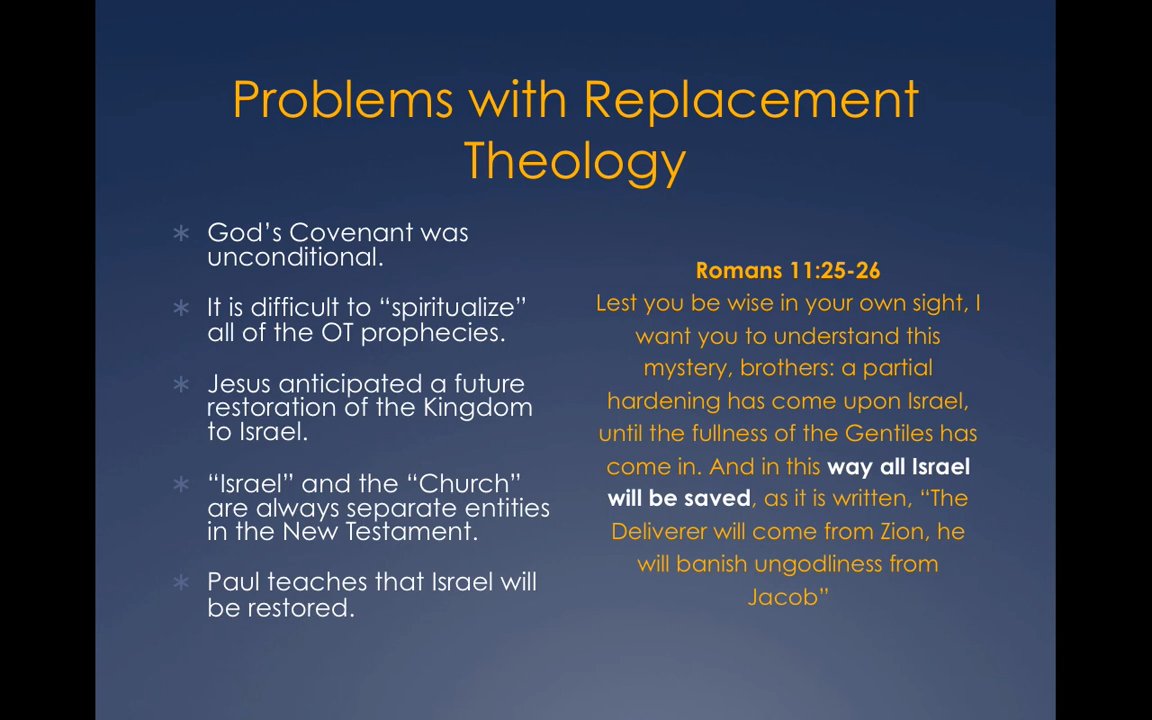 Problems with Replacement
Theology
God’s Covenant was
unconditional.
It is difficult to “spiritualize”
all of the OT prophecies.
Jesus anticipated a future
restoration of the Kingdom
to Israel.
“Israel” and the “Church”
are always separate entities
in the New Testament.
Paul teaches that Israel will
be restored.
Romans 11:25-26
Lest you be wise in your own sight, I
want you to understand this
mystery, brothers: a partial
hardening has come upon Israel,
until the fullness of the Gentiles has
come in. And in this way all Israel
will be saved, as it is written, “The
Deliverer will come from Zion, he
will banish ungodliness from
Jacob”